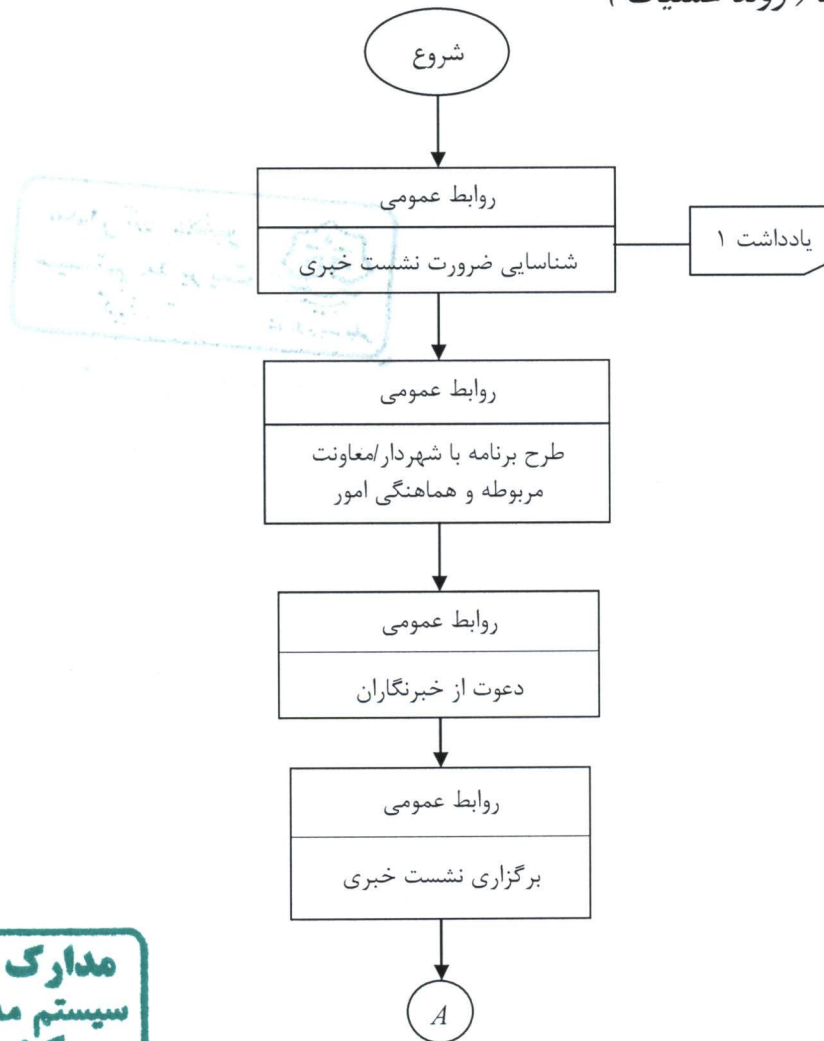 شروع
روابط عمومی
شناسایی ضرورت نشست خبری
یادداشت ۱
روابط عمومی
طرح برنامه با شهردار/معاونت
مربوطه و هماهنگی امور
روابط عمومی
دعوت از خبرنگاران
روابط عمومی
برگزاری نشست خبری
A
مدارک
سیستم